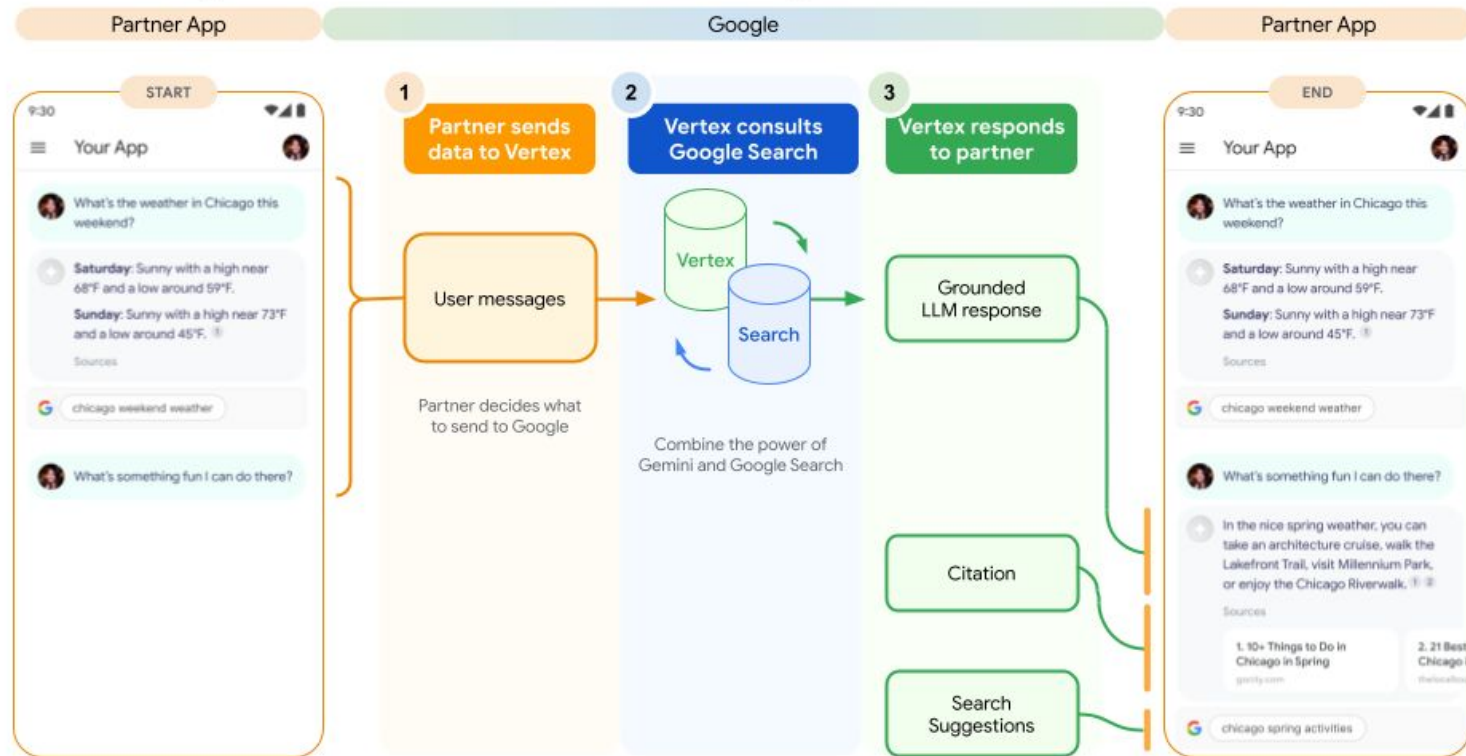 Partner App
Google
Partner App
START
9:30
Your App
What's the weather in Chicago this
weekend?
Saturday: Sunny with a high near
68°F and a low around 59°F.
Sunday: Sunny with a high near 73°F
and a low around 45°F. 1
Sources
G chicago weekend weather
What's something fun I can do there?
1
Partner sends
data to Vertex
User messages
Partner decides what
to send to Google
2
Vertex consults
Google Search
Vertex
Search
Combine the power of
Gemini and Google Search
3
Vertex responds
to partner
Grounded
LLM response
Citation
Search
Suggestions
END
9:30
Your App
What's the weather in Chicago this
weekend?
Saturday: Sunny with a high near
68°F and a low around 59°F.
Sunday: Sunny with a high near 73°F
and a low around 45°F. 1
Sources
G chicago weekend weather
What's something fun I can do there?
In the nice spring weather, you can
take an architecture cruise, walk the
Lakefront Trail, visit Millennium Park,
or enjoy the Chicago Riverwalk. 1 2
Sources
1. 10+ Things to Do in
Chicago in Spring
2. 21 Best
Chicago
G chicago spring activities